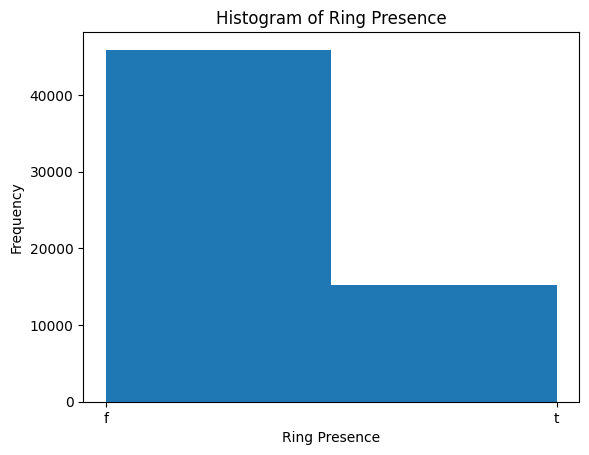 Histogram of Ring Presence
40000
30000
20000
10000
0
Frequency
f
t
Ring Presence